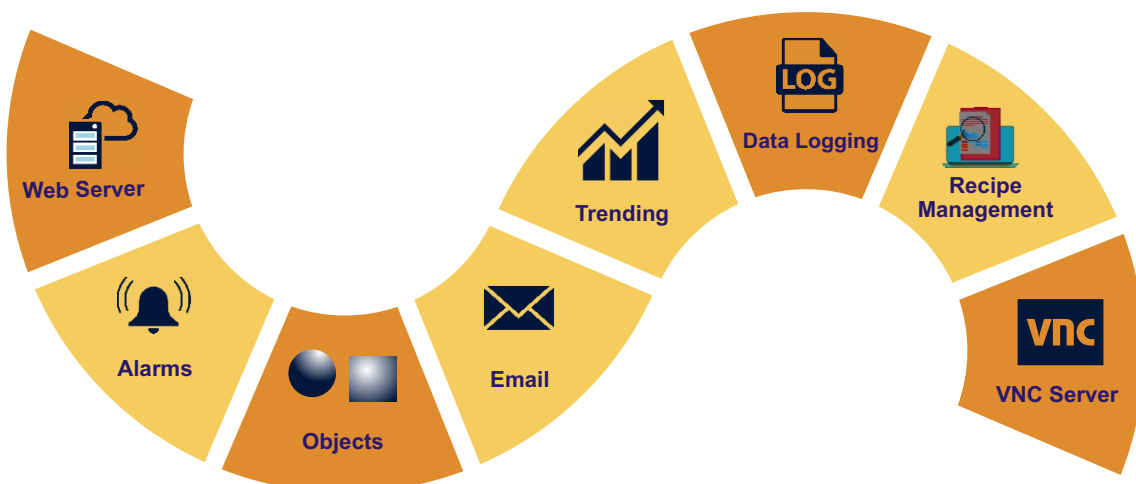 Web Server
Alarms
Objects
Email
Trending
LOG
Data Logging
Recipe
Management
vnc
VNC Server